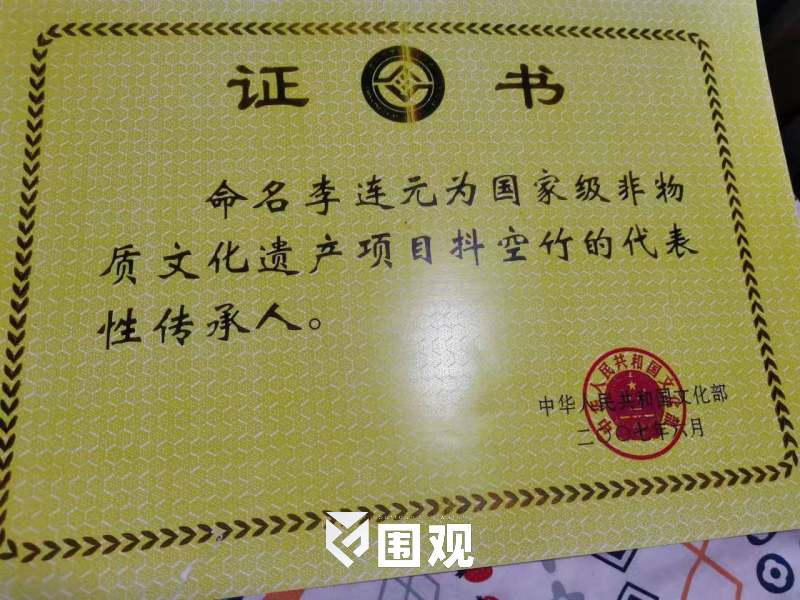 证 书
命名李连元为国家级非物
质文化遗产项目抖空竹的代表
性传承人。
中华人民共和国文化部
二〇〇七年六月
围观